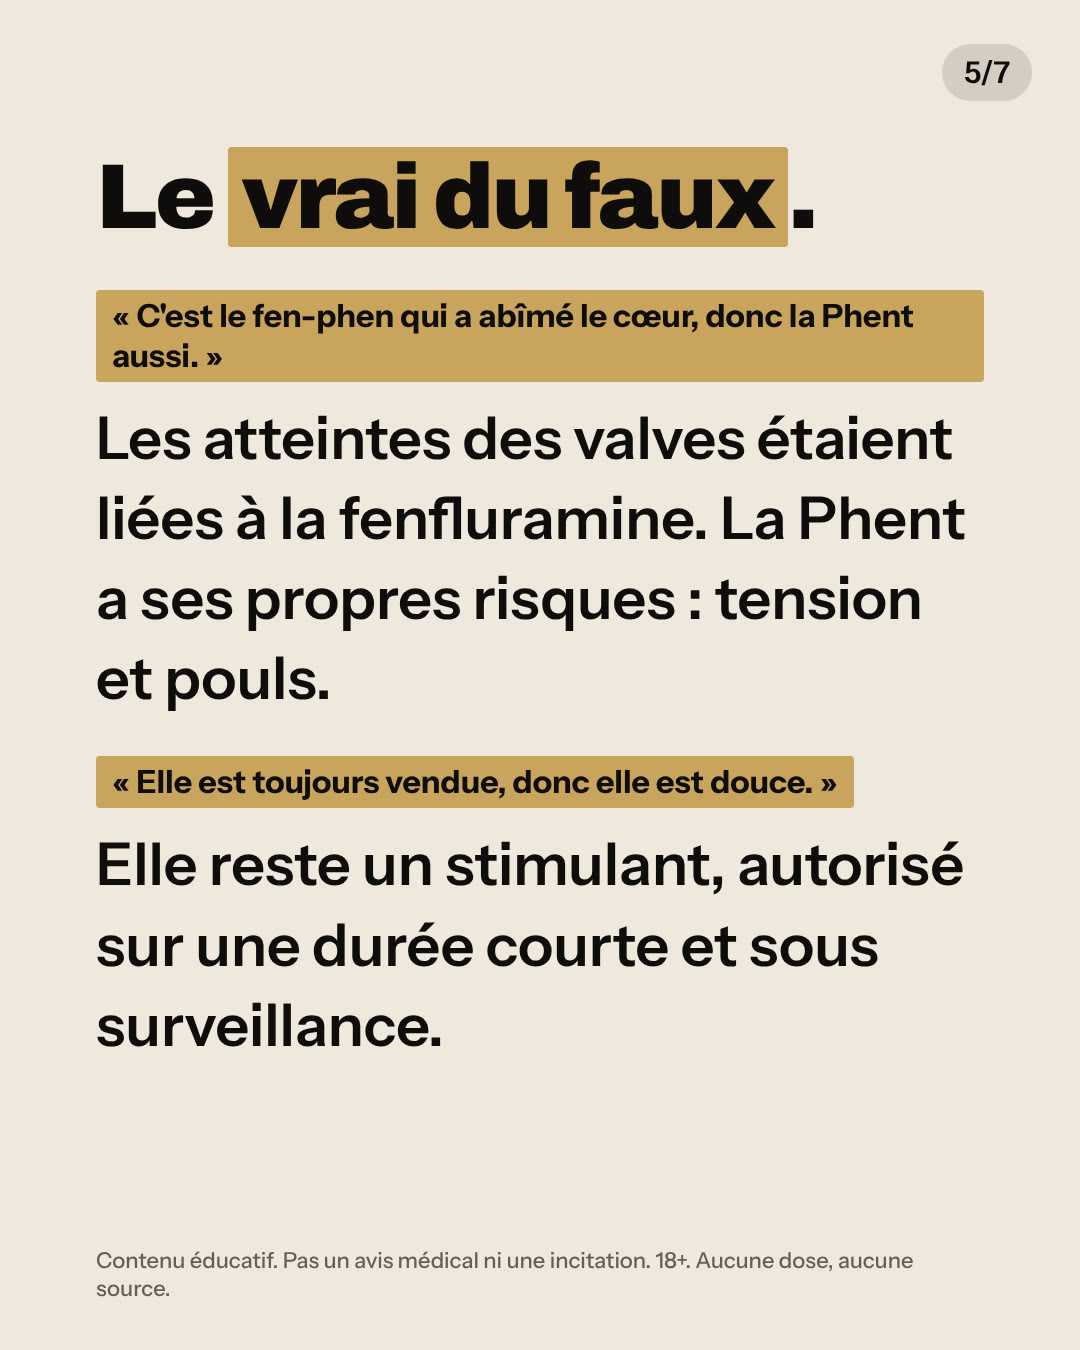 5/7
Le vrai du faux.
« C'est le fen-phen qui a abîmé le cœur, donc la Phent
aussi. »
Les atteintes des valves étaient
liées à la fenfluramine. La Phent
a ses propres risques : tension
et pouls.
« Elle est toujours vendue, donc elle est douce. »
Elle reste un stimulant, autorisé
sur une durée courte et sous
surveillance.
Contenu éducatif. Pas un avis médical ni une incitation. 18+. Aucune dose, aucune
source.